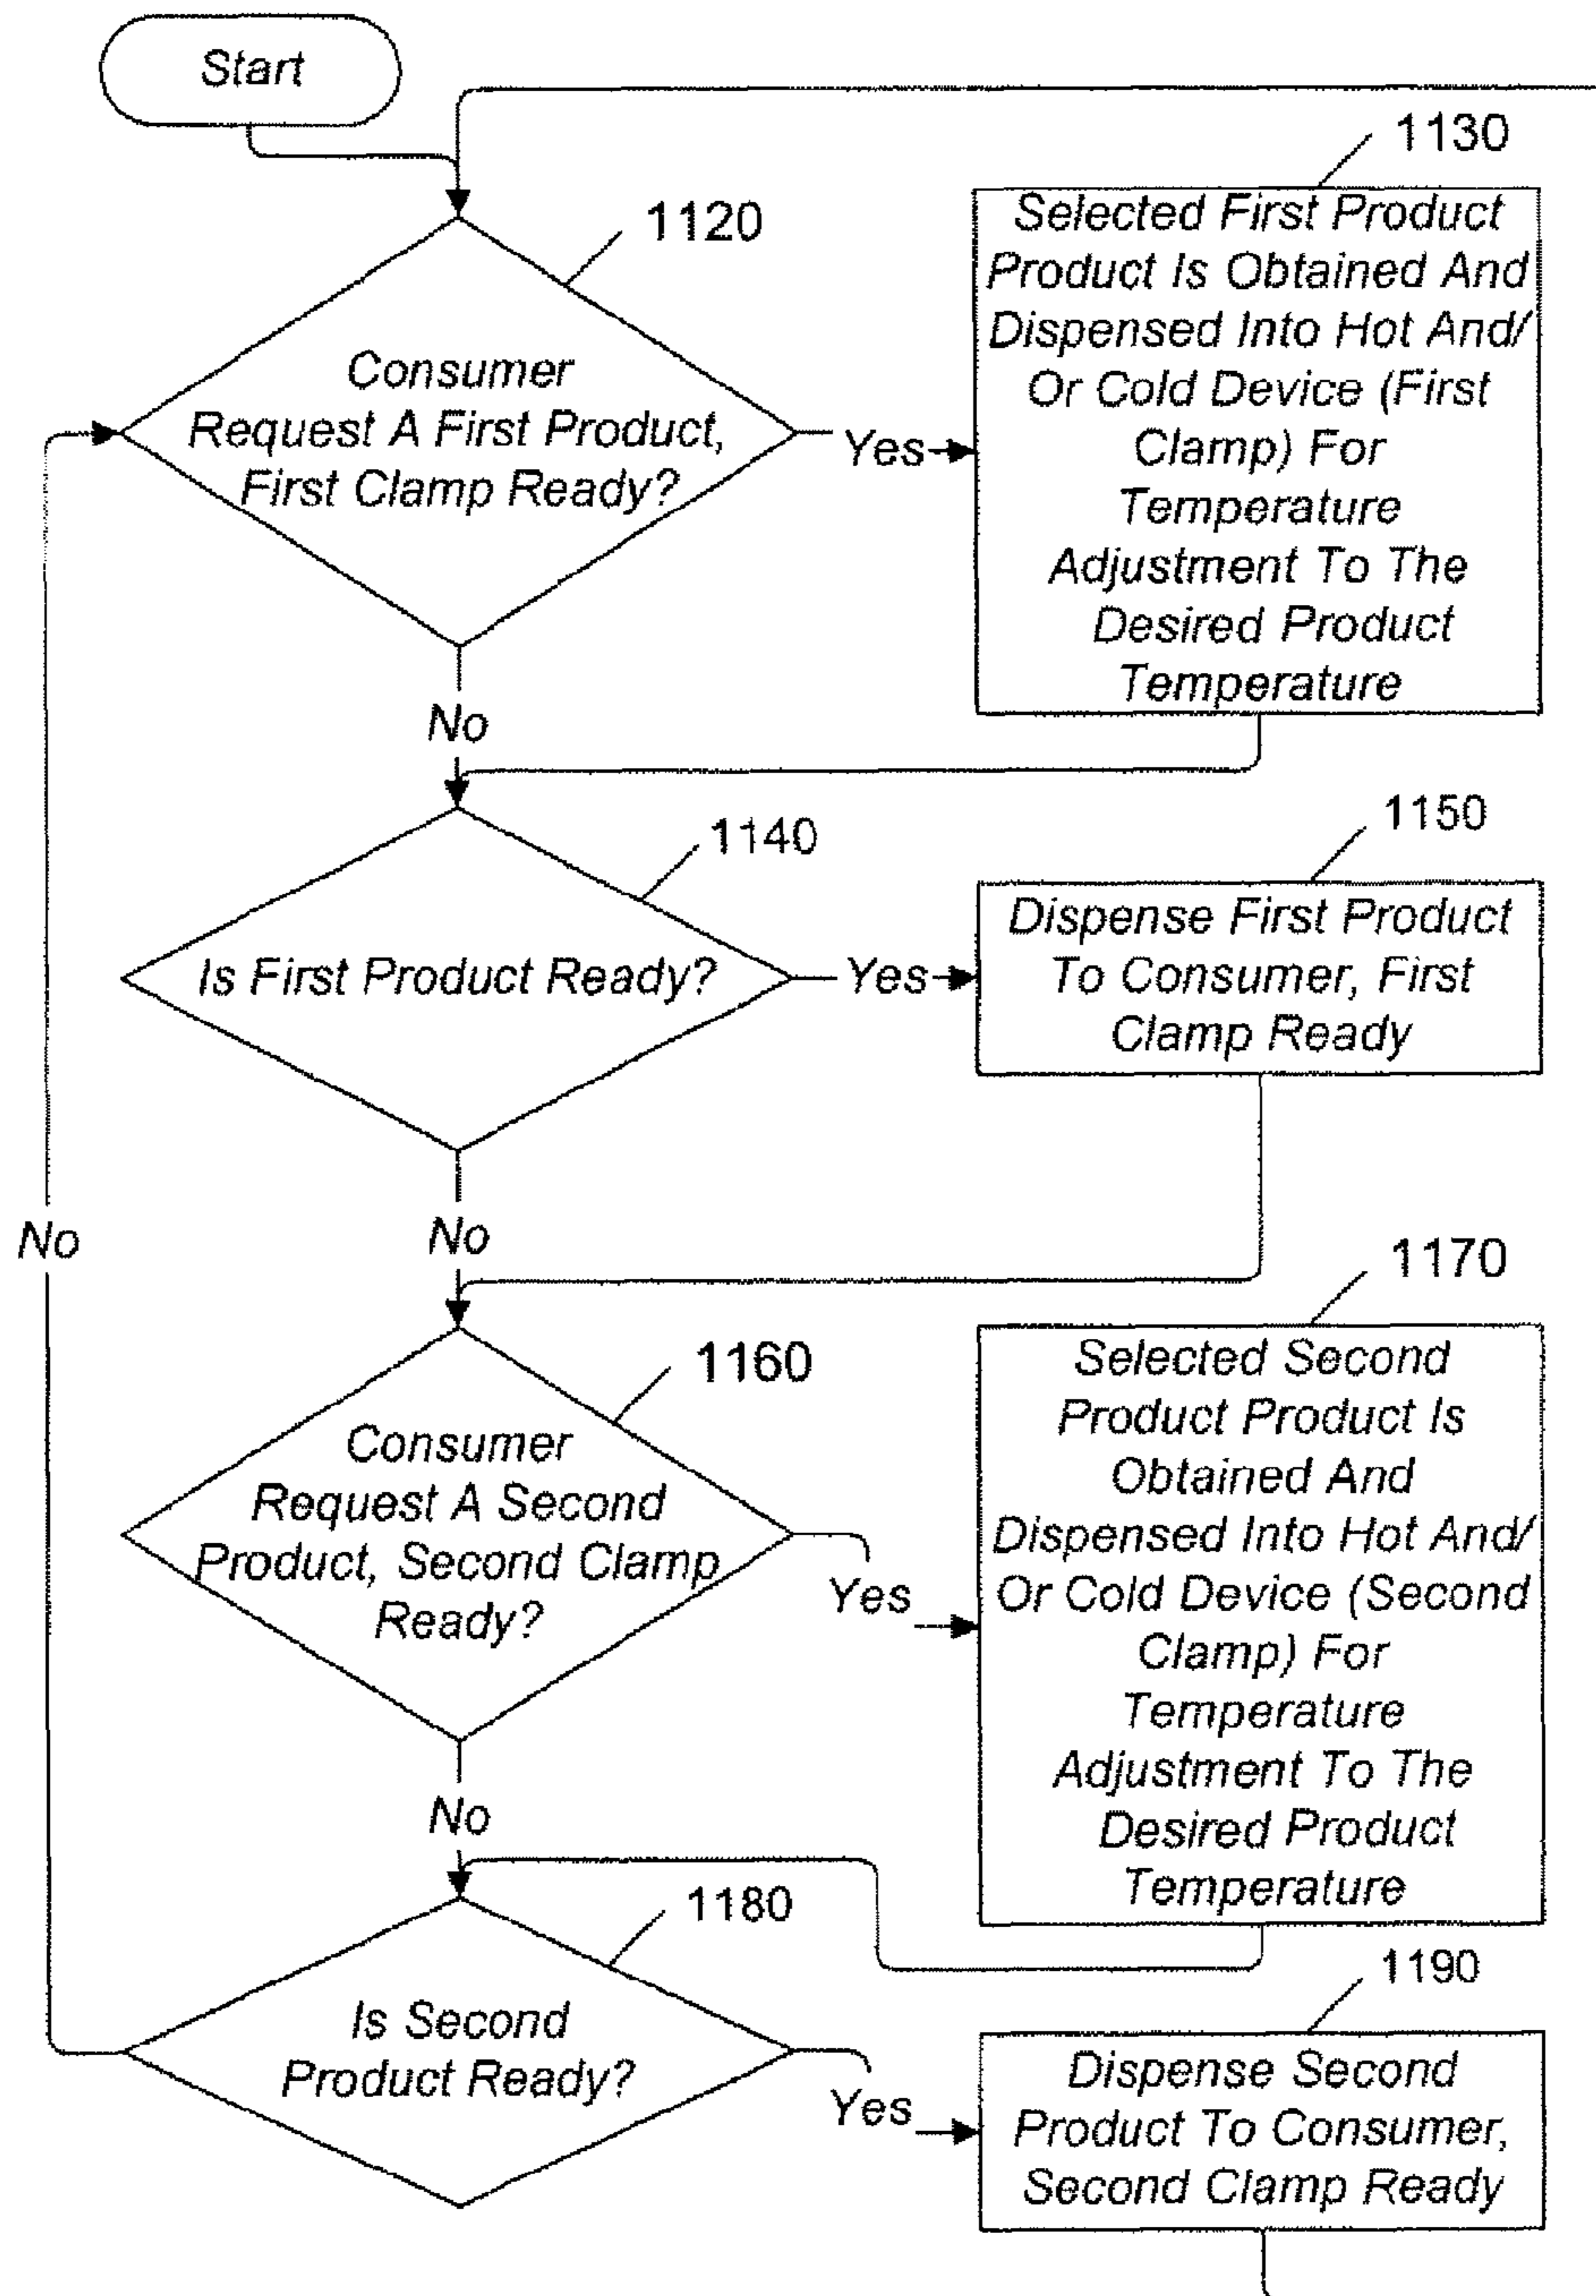 Start
1120
Consumer
Request A First Product,
First Clamp Ready?
Yes
1130
Selected First Product
Product Is Obtained And
Dispensed Into Hot And/
Or Cold Device (First
Clamp) For
Temperature
Adjustment To The
Desired Product
Temperature
No
1140
Is First Product Ready?
Yes
1150
Dispense First Product
To Consumer, First
Clamp Ready
No
No
1160
Consumer
Request A Second
Product, Second Clamp
Ready?
Yes
1170
Selected Second
Product Product Is
Obtained And
Dispensed Into Hot And/
Or Cold Device (Second
Clamp) For
Temperature
Adjustment To The
Desired Product
Temperature
No
1180
Is Second
Product Ready?
Yes
1190
Dispense Second
Product To Consumer,
Second Clamp Ready